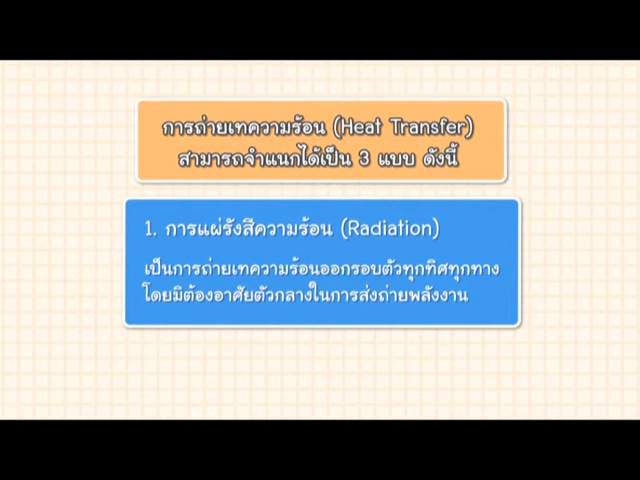 การถ่ายเทความร้อน (Heat Transfer)
สามารถจำแนกได้เป็น 3 แบบ ดังนี้
1. การแผ่รังสีความร้อน (Radiation)
เป็นการถ่ายเทความร้อนออกรอบตัวทุกทิศทุกทาง
โดยมิต้องอาศัยตัวกลางในการส่งถ่ายพลังงาน